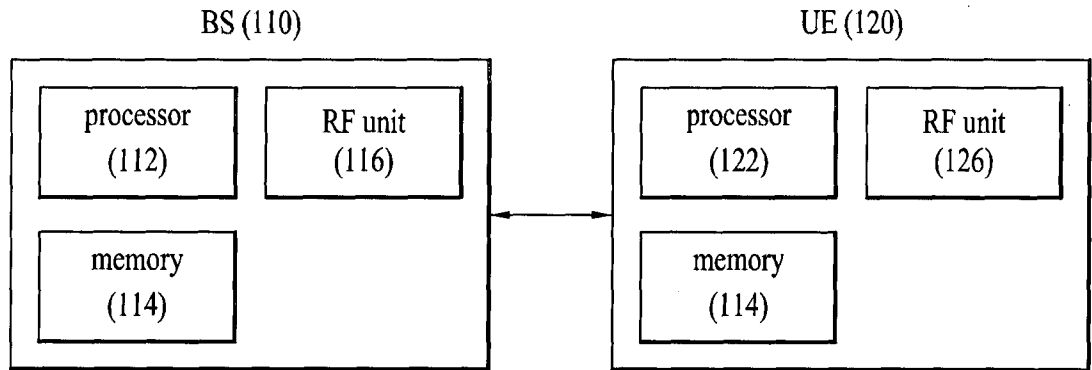 BS (110)
processor
(112)
RF unit
(116)
memory
(114)
UE (120)
processor
(122)
RF unit
(126)
memory
(114)